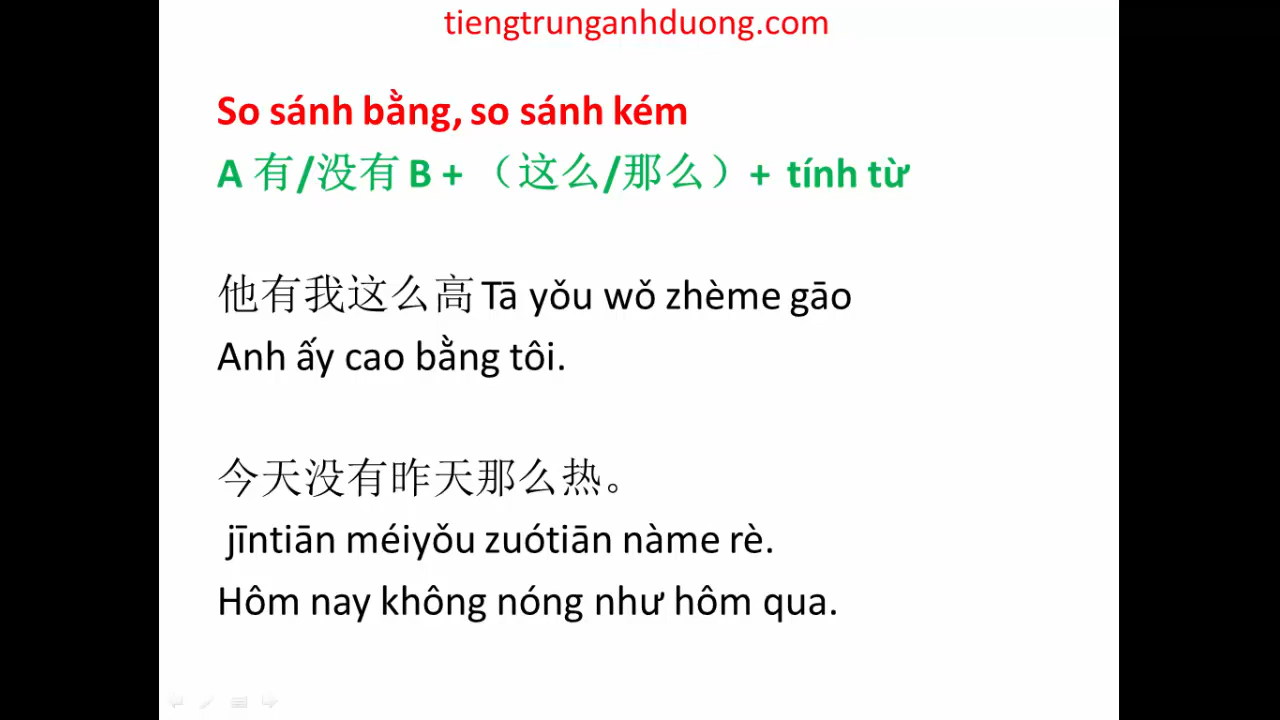 tiengtrunganhduong.com
So sánh bằng, so sánh kém
A 有/没有 B + （这么/那么）+ tính từ
他有我这么高 Tā yǒu wǒ zhème gāo
Anh ấy cao bằng tôi.
今天没有昨天那么热。
jīntiān méiyǒu zuótiān nàme rè.
Hôm nay không nóng như hôm qua.